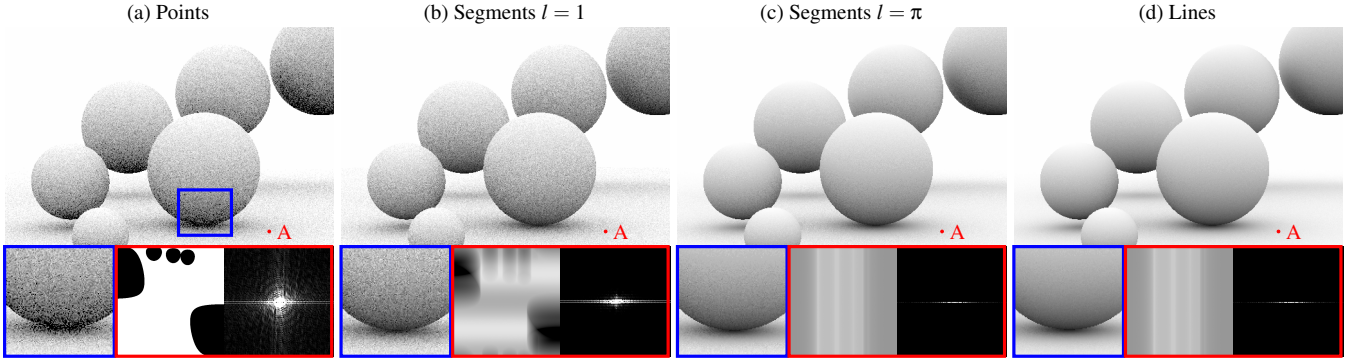 (a) Points
(b) Segments l = 1
(c) Segments l = π
(d) Lines
A
A
A
A